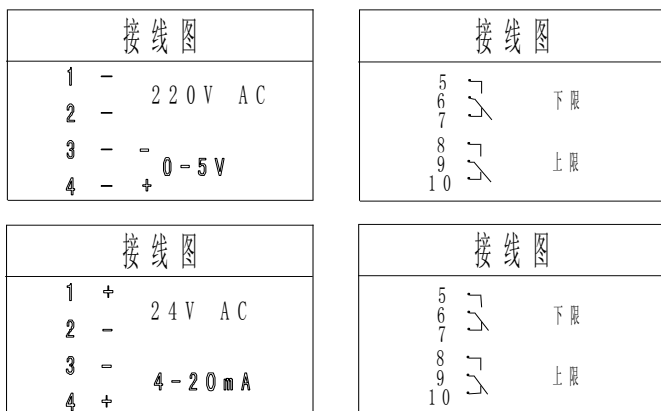 接线图
1 -
220V AC
2 -
3 - -
0-5V
4 - +
接线图
5
6 下限
7
8
9 上限
10
接线图
1 +
24V AC
2 -
3 -
4-20mA
4 +
接线图
5
6 下限
7
8
9 上限
10